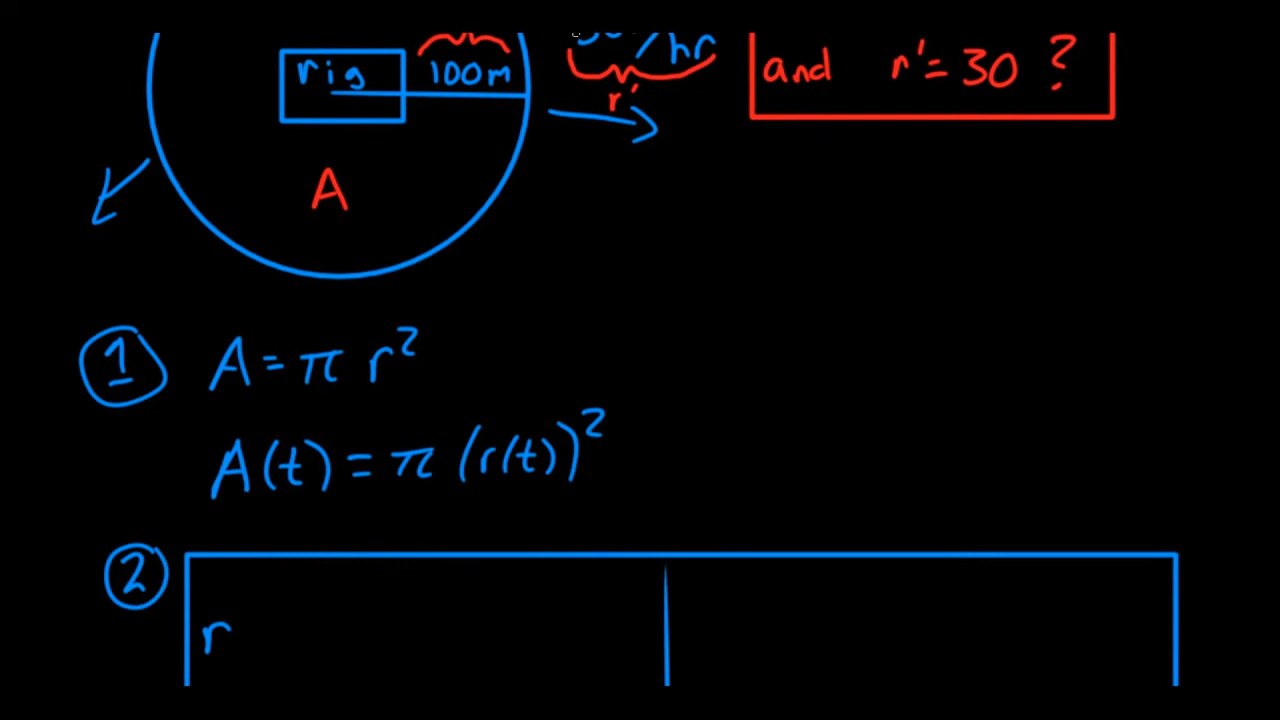 rig
100m
/hr
r'
and r'= 30 ?
A
1 A = π r²
A(t) = π (r(t))²
2
r